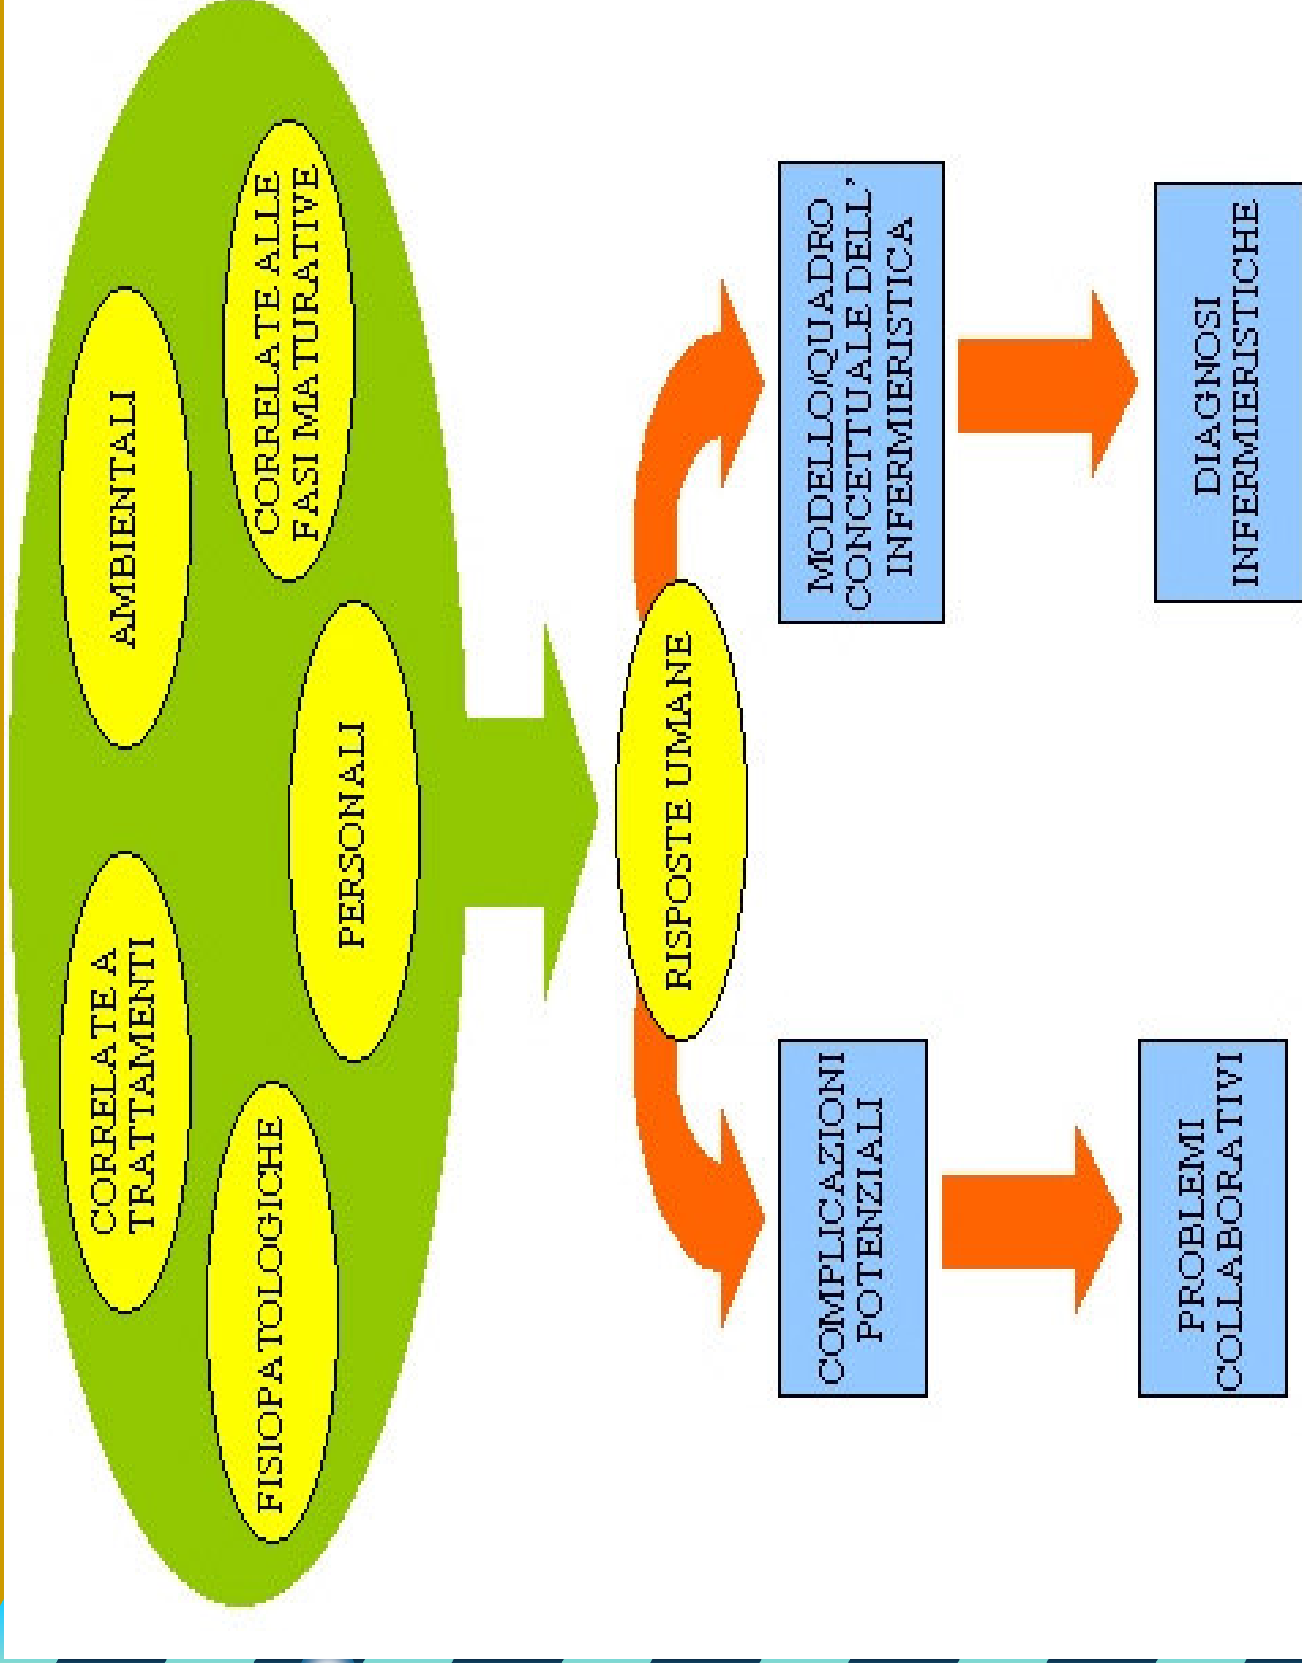 CORRELATE A
TRATTAMENTI
AMBIENTALI
FISIOPATOLOGICHE
PERSONALI
CORRELATE ALLE
FASI MATURATIVE
RISPOSTE UMANE
COMPLICAZIONI
POTENZIALI
MODELLO/QUADRO
CONCETTUALE DELL'
INFERMIERISTICA
PROBLEMI
COLLABORATIVI
DIAGNOSI
INFERMIERISTICHE